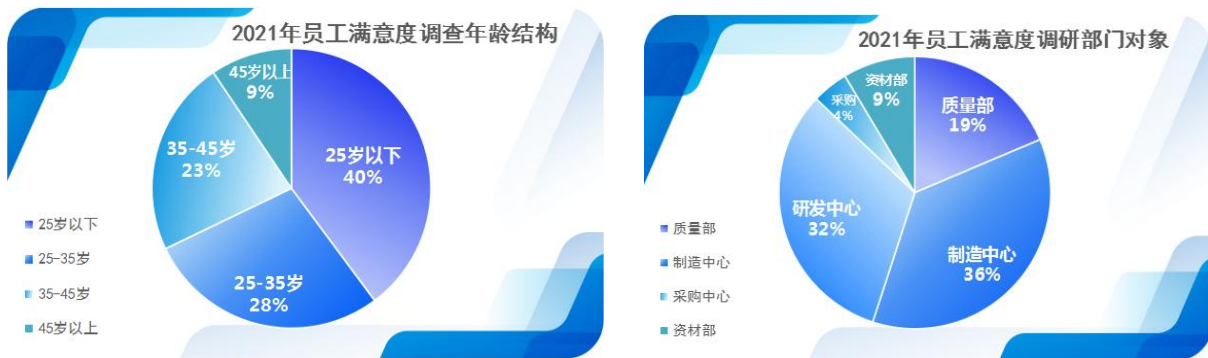 2021年员工满意度调查年龄结构
45岁以上
9%
35-45岁
23%
25岁以下
40%
25-35岁
28%
25岁以下
25-35岁
35-45岁
45岁以上
2021年员工满意度调研部门对象
资材部
9%
采购
4%
质量部
19%
研发中心
32%
制造中心
36%
质量部
制造中心
采购中心
资材部